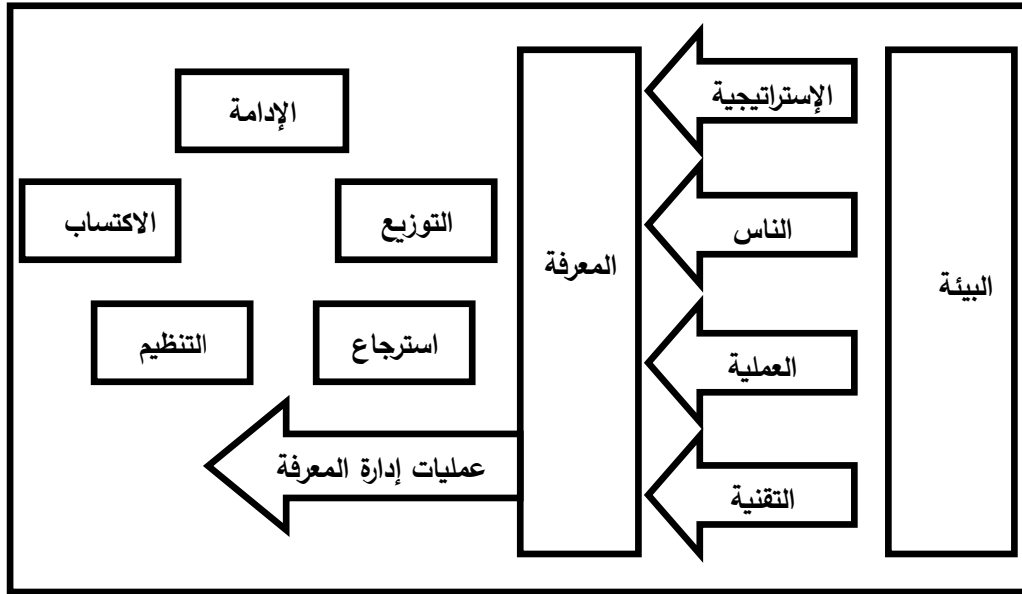 البيئة
الإستراتيجية
الناس
العملية
التقنية
المعرفة
عمليات إدارة المعرفة
الإدامة
التوزيع
الاكتساب
استرجاع
التنظيم